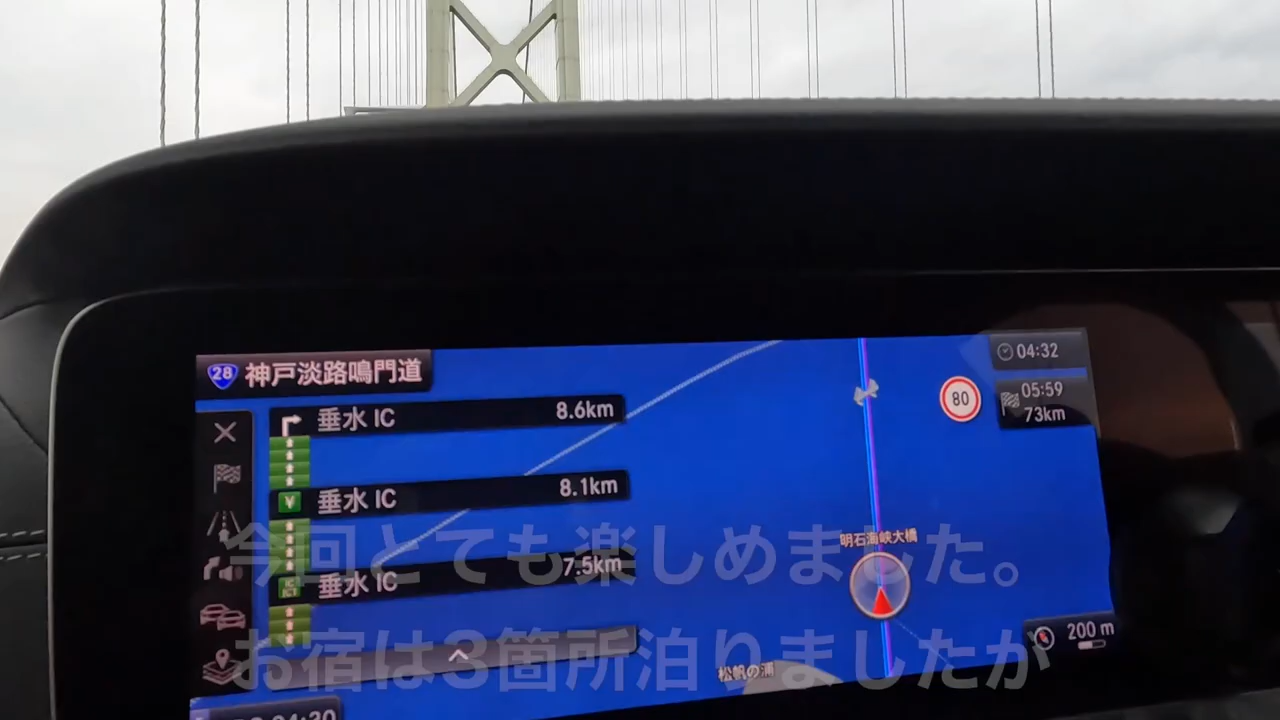 28 神戸淡路鳴門道
04:32
垂水 IC 8.6km
80
05:59
73km
¥ 垂水 IC 8.1km
明石海峡大橋
垂水 IC 7.5km
200 m
松帆の浦
今回とても楽しめました。
お宿は3箇所泊りましたが